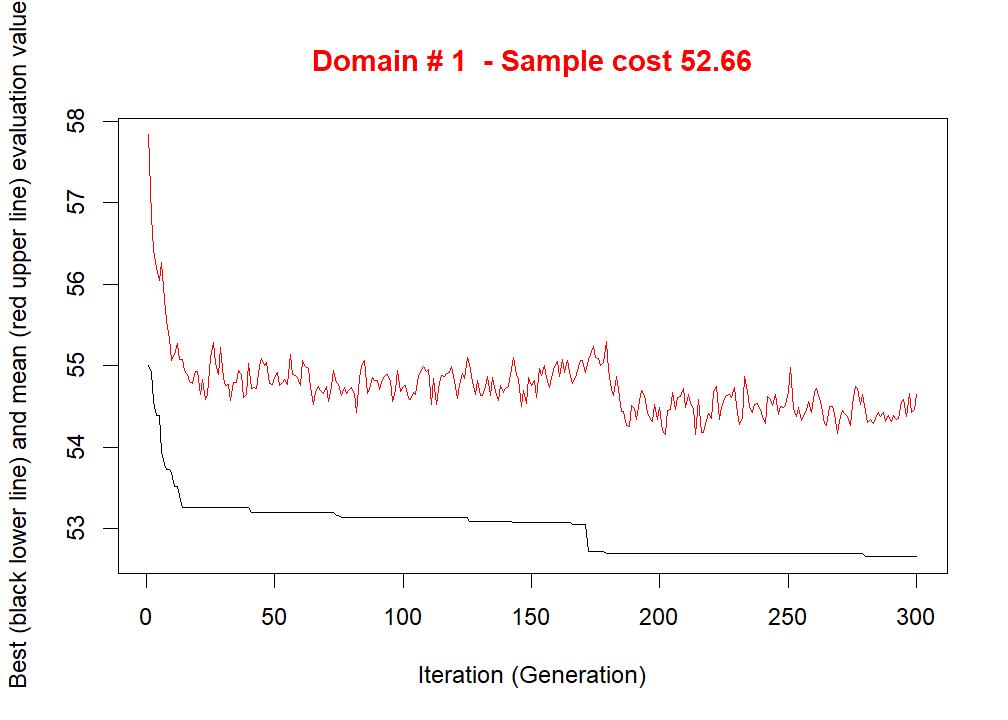 Domain # 1  - Sample cost 52.66
Best (black lower line) and mean (red upper line) evaluation value
58
57
56
55
54
53
0 50 100 150 200 250 300
Iteration (Generation)